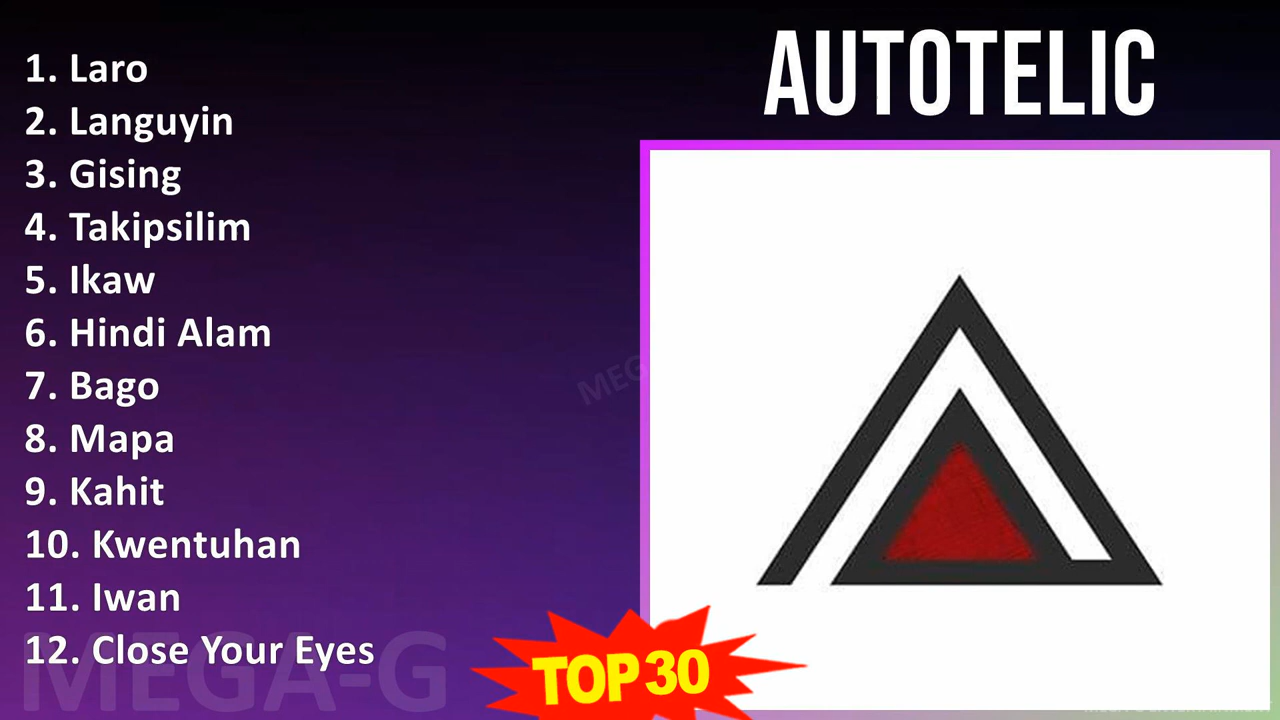 AUTOTELIC
1. Laro
2. Languyin
3. Gising
4. Takipsilim
5. Ikaw
6. Hindi Alam
7. Bago
8. Mapa
9. Kahit
10. Kwentuhan
11. Iwan
12. Close Your Eyes
MEG
MEGA-G
TOP 30